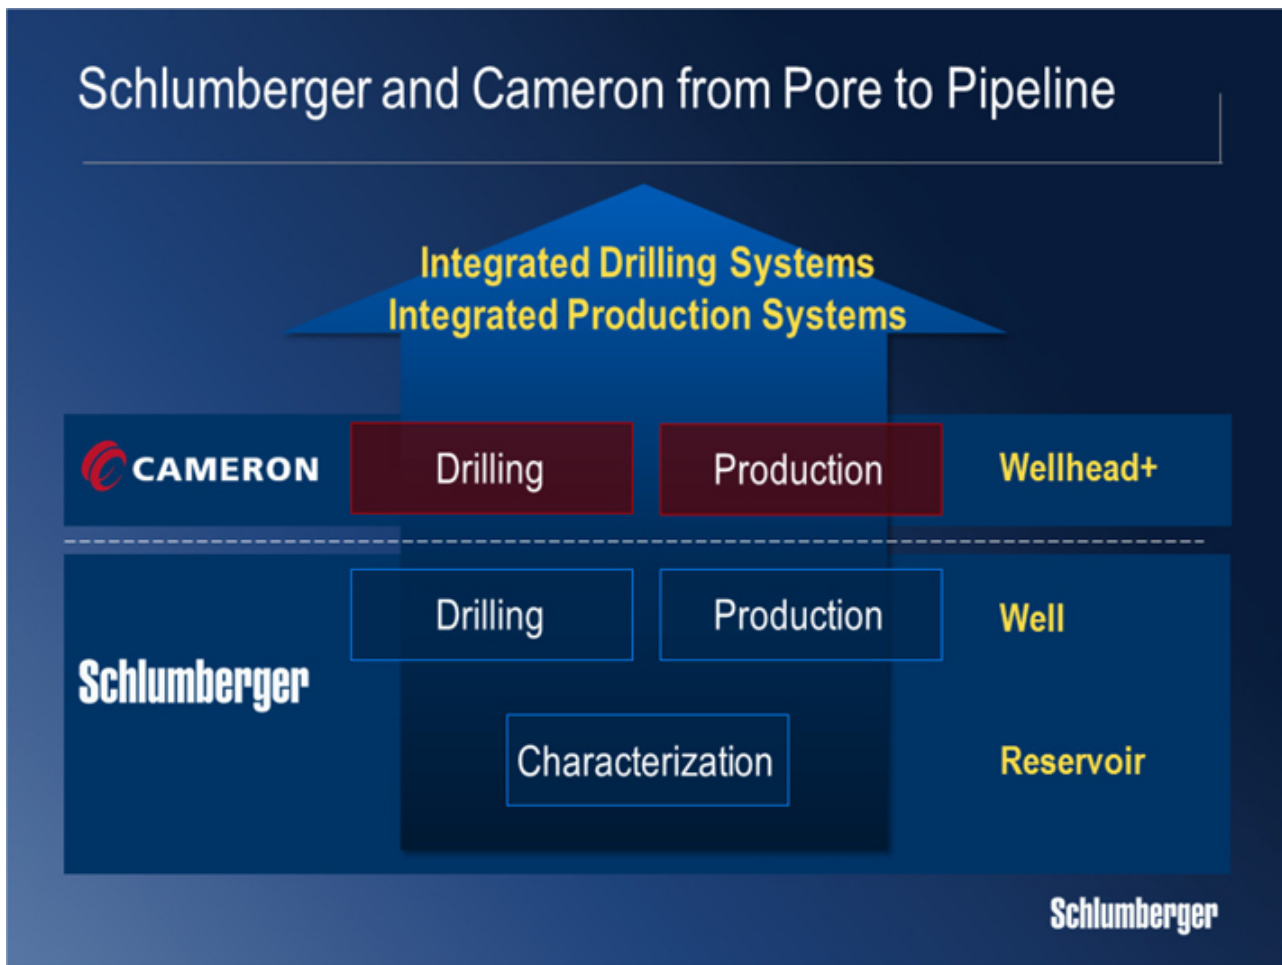 Schlumberger and Cameron from Pore to Pipeline
Integrated Drilling Systems
Integrated Production Systems
CAMERON
Drilling
Production
Wellhead+
Drilling
Production
Well
Schlumberger
Characterization
Reservoir
Schlumberger